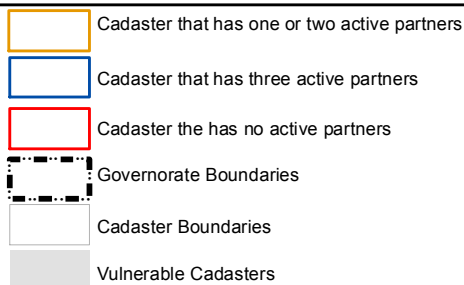 Cadaster that has one or two active partners
Cadaster that has three active partners
Cadaster the has no active partners
Governorate Boundaries
Cadaster Boundaries
Vulnerable Cadasters